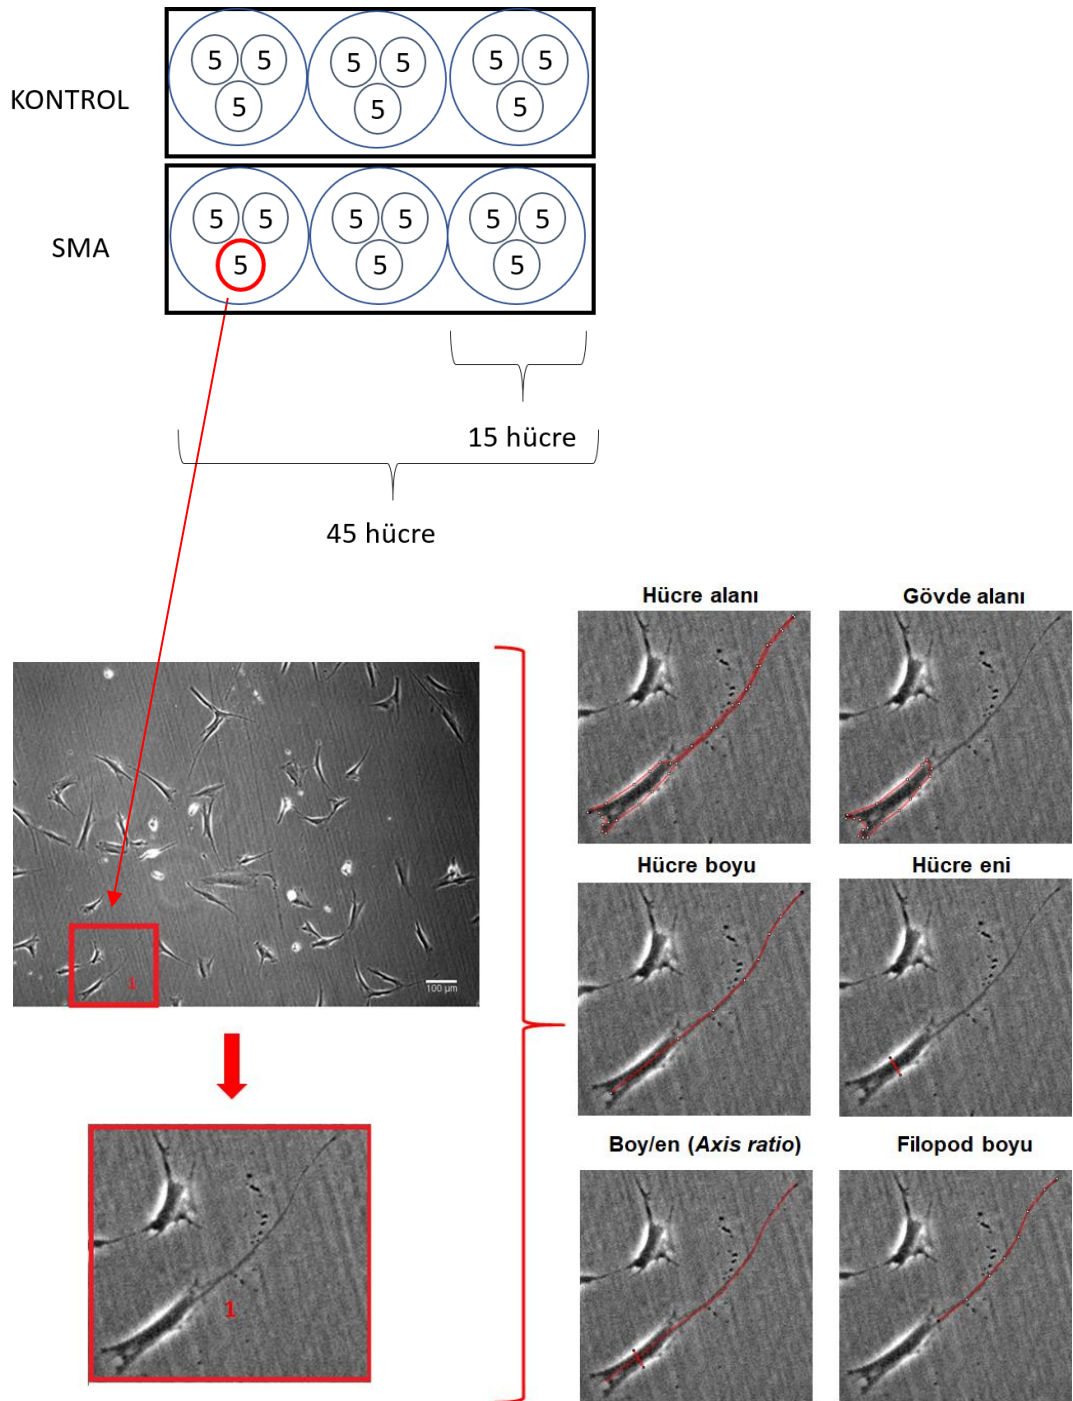 KONTROL
5 5 5 5 5 5
5 5 5
SMA
5 5 5 5 5 5
5 5 5
15 hücre
45 hücre
Hücre alanı
Gövde alanı
Hücre boyu
Hücre eni
Boy/en (Axis ratio)
Filopod boyu
1
100 µm
1